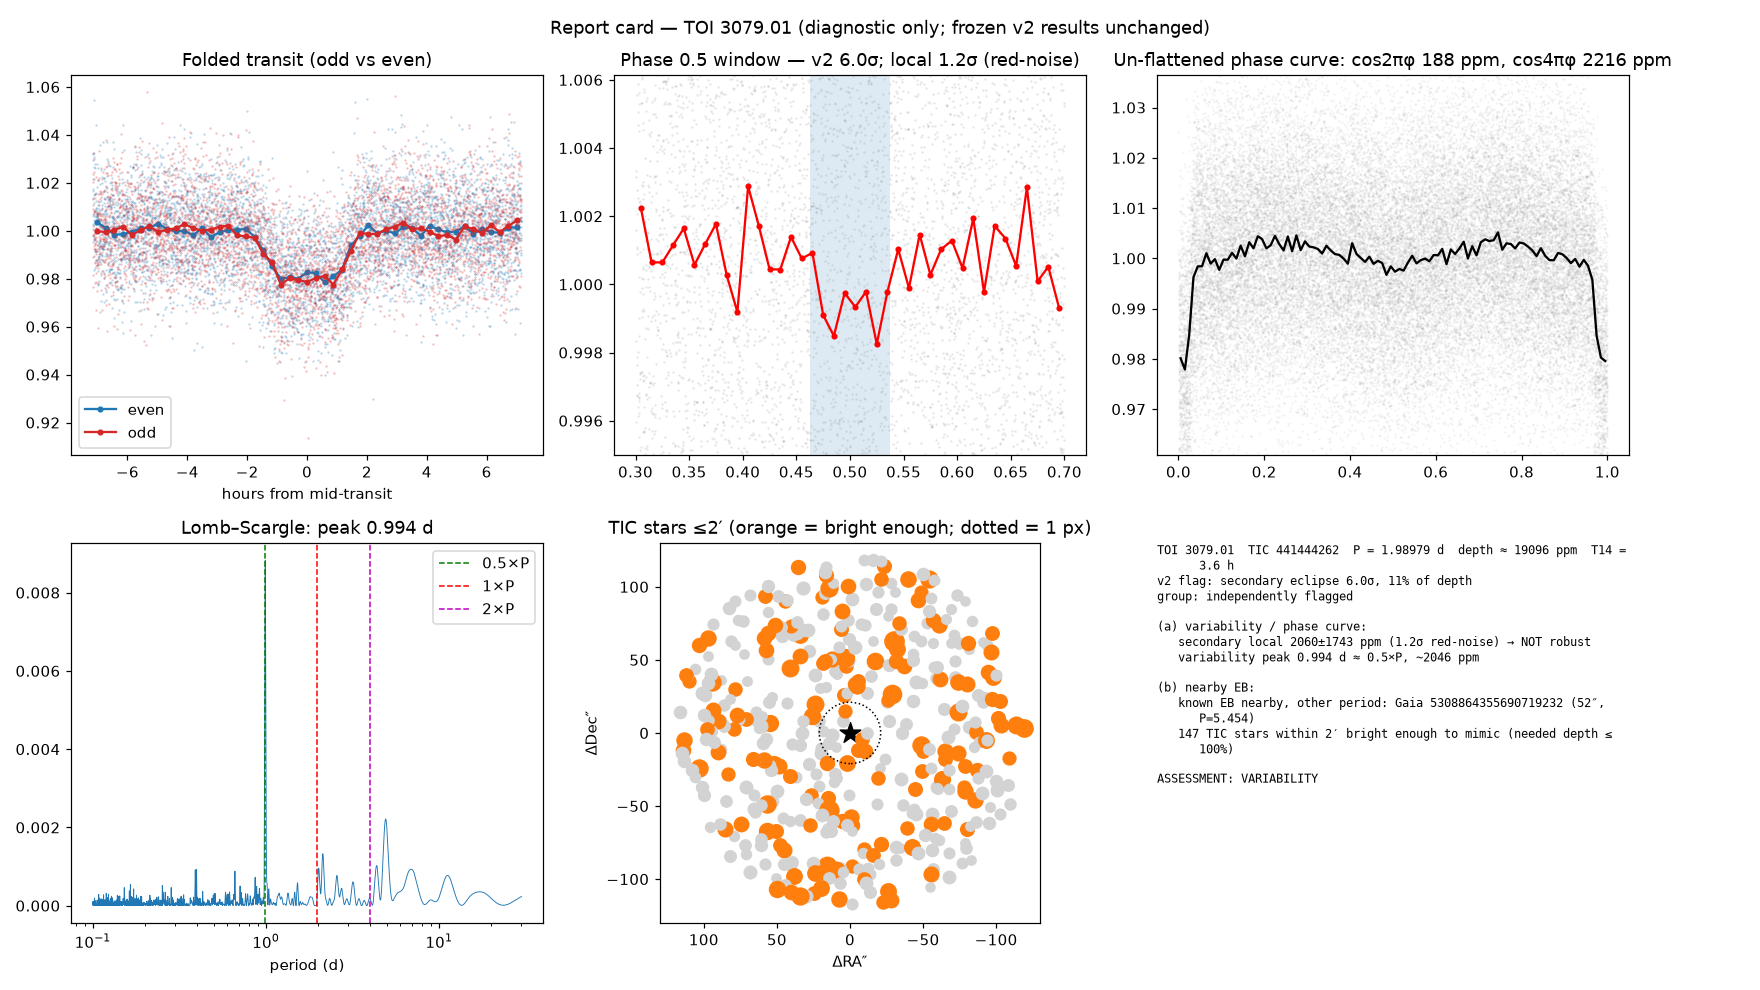 Report card — TOI 3079.01 (diagnostic only; frozen v2 results unchanged)
Folded transit (odd vs even)
1.06
1.04
1.02
1.00
0.98
0.96
0.94
0.92
even
odd
−6
−4
−2
0
2
4
6
hours from mid-transit
Phase 0.5 window — v2 6.0σ; local 1.2σ (red-noise)
1.006
1.004
1.002
1.000
0.998
0.996
0.30
0.35
0.40
0.45
0.50
0.55
0.60
0.65
0.70
Un-flattened phase curve: cos2πφ 188 ppm, cos4πφ 2216 ppm
1.03
1.02
1.01
1.00
0.99
0.98
0.97
0.0
0.2
0.4
0.6
0.8
1.0
Lomb–Scargle: peak 0.994 d
0.008
0.006
0.004
0.002
0.000
0.5×P
1×P
2×P
10⁻¹
10⁰
10¹
period (d)
TIC stars ≤2′ (orange = bright enough; dotted = 1 px)
ΔDec″
100
50
0
−50
−100
100
50
0
−50
−100
ΔRA″
TOI 3079.01  TIC 441444262  P = 1.98979 d  depth ≈ 19096 ppm  T14 =
3.6 h
v2 flag: secondary eclipse 6.0σ, 11% of depth
group: independently flagged
(a) variability / phase curve:
secondary local 2060±1743 ppm (1.2σ red-noise) → NOT robust
variability peak 0.994 d ≈ 0.5×P, ~2046 ppm
(b) nearby EB:
known EB nearby, other period: Gaia 5308864355690719232 (52″,
P=5.454)
147 TIC stars within 2′ bright enough to mimic (needed depth ≤
100%)
ASSESSMENT: VARIABILITY